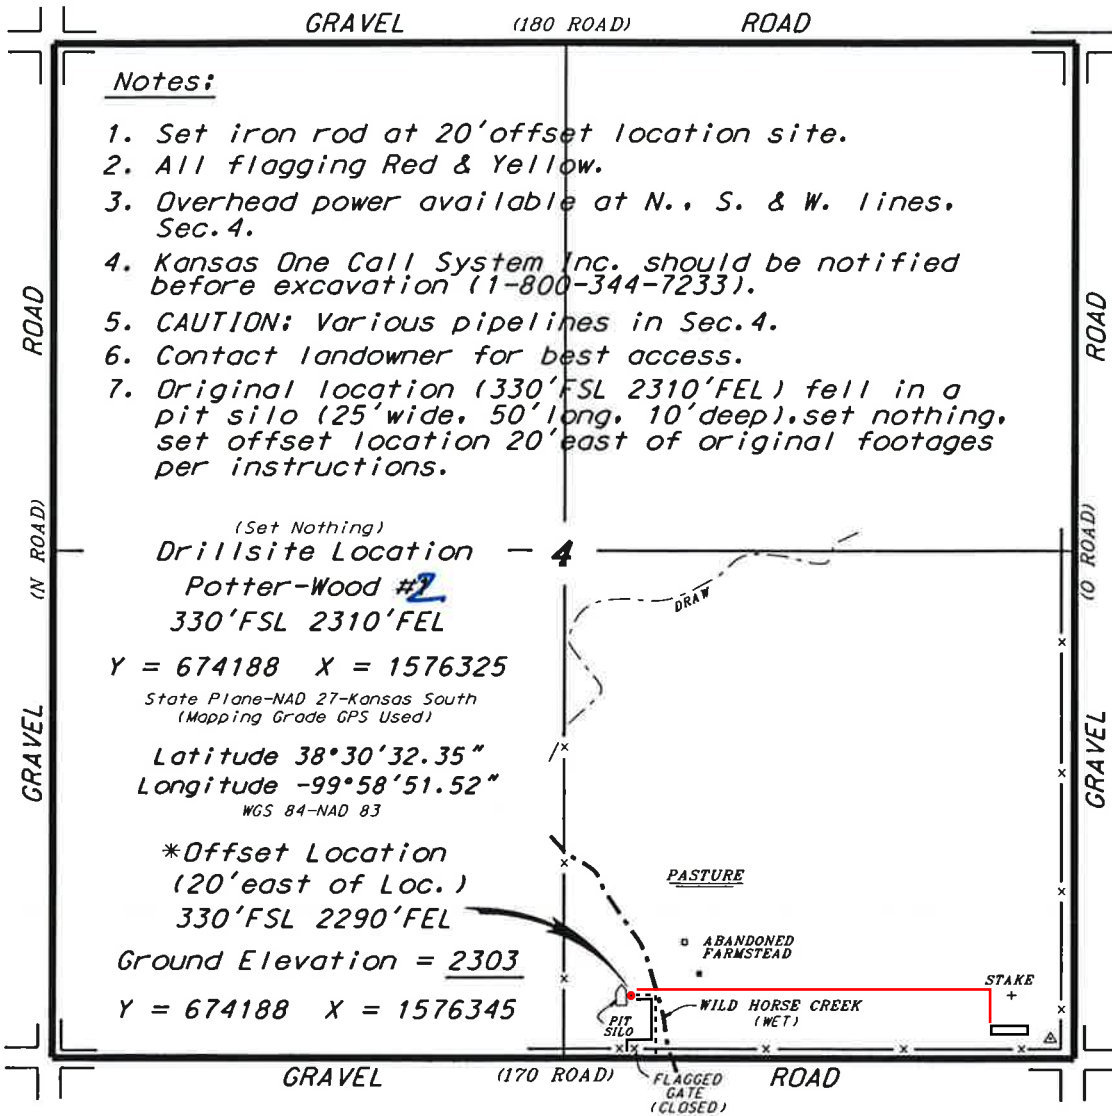 GRAVEL (180 ROAD) ROAD
Notes:
1. Set iron rod at 20'offset location site.
2. All flagging Red & Yellow.
3. Overhead power available at N., S. & W. lines,
Sec.4.
4. Kansas One Call System Inc. should be notified
before excavation (1-800-344-7233).
5. CAUTION: Various pipelines in Sec.4.
6. Contact landowner for best access.
7. Original location (330'FSL 2310'FEL) fell in a
pit silo (25'wide, 50'long, 10'deep),set nothing,
set offset location 20'east of original footages
per instructions.
ROAD
(N ROAD)
GRAVEL
ROAD
(O ROAD)
GRAVEL
(Set Nothing)
Drillsite Location
4
Potter-Wood #2
330'FSL 2310'FEL
Y = 674188 X = 1576325
State Plane-NAD 27-Kansas South
(Mapping Grade GPS Used)
Latitude 38°30'32.35"
Longitude -99°58'51.52"
WGS 84-NAD 83
*Offset Location
(20'east of Loc.)
330'FSL 2290'FEL
Ground Elevation = 2303
Y = 674188 X = 1576345
DRAW
PASTURE
ABANDONED
FARMSTEAD
STAKE
WILD HORSE CREEK
(WET)
PIT
SILO
FLAGGED
GATE
(CLOSED)
GRAVEL (170 ROAD) ROAD